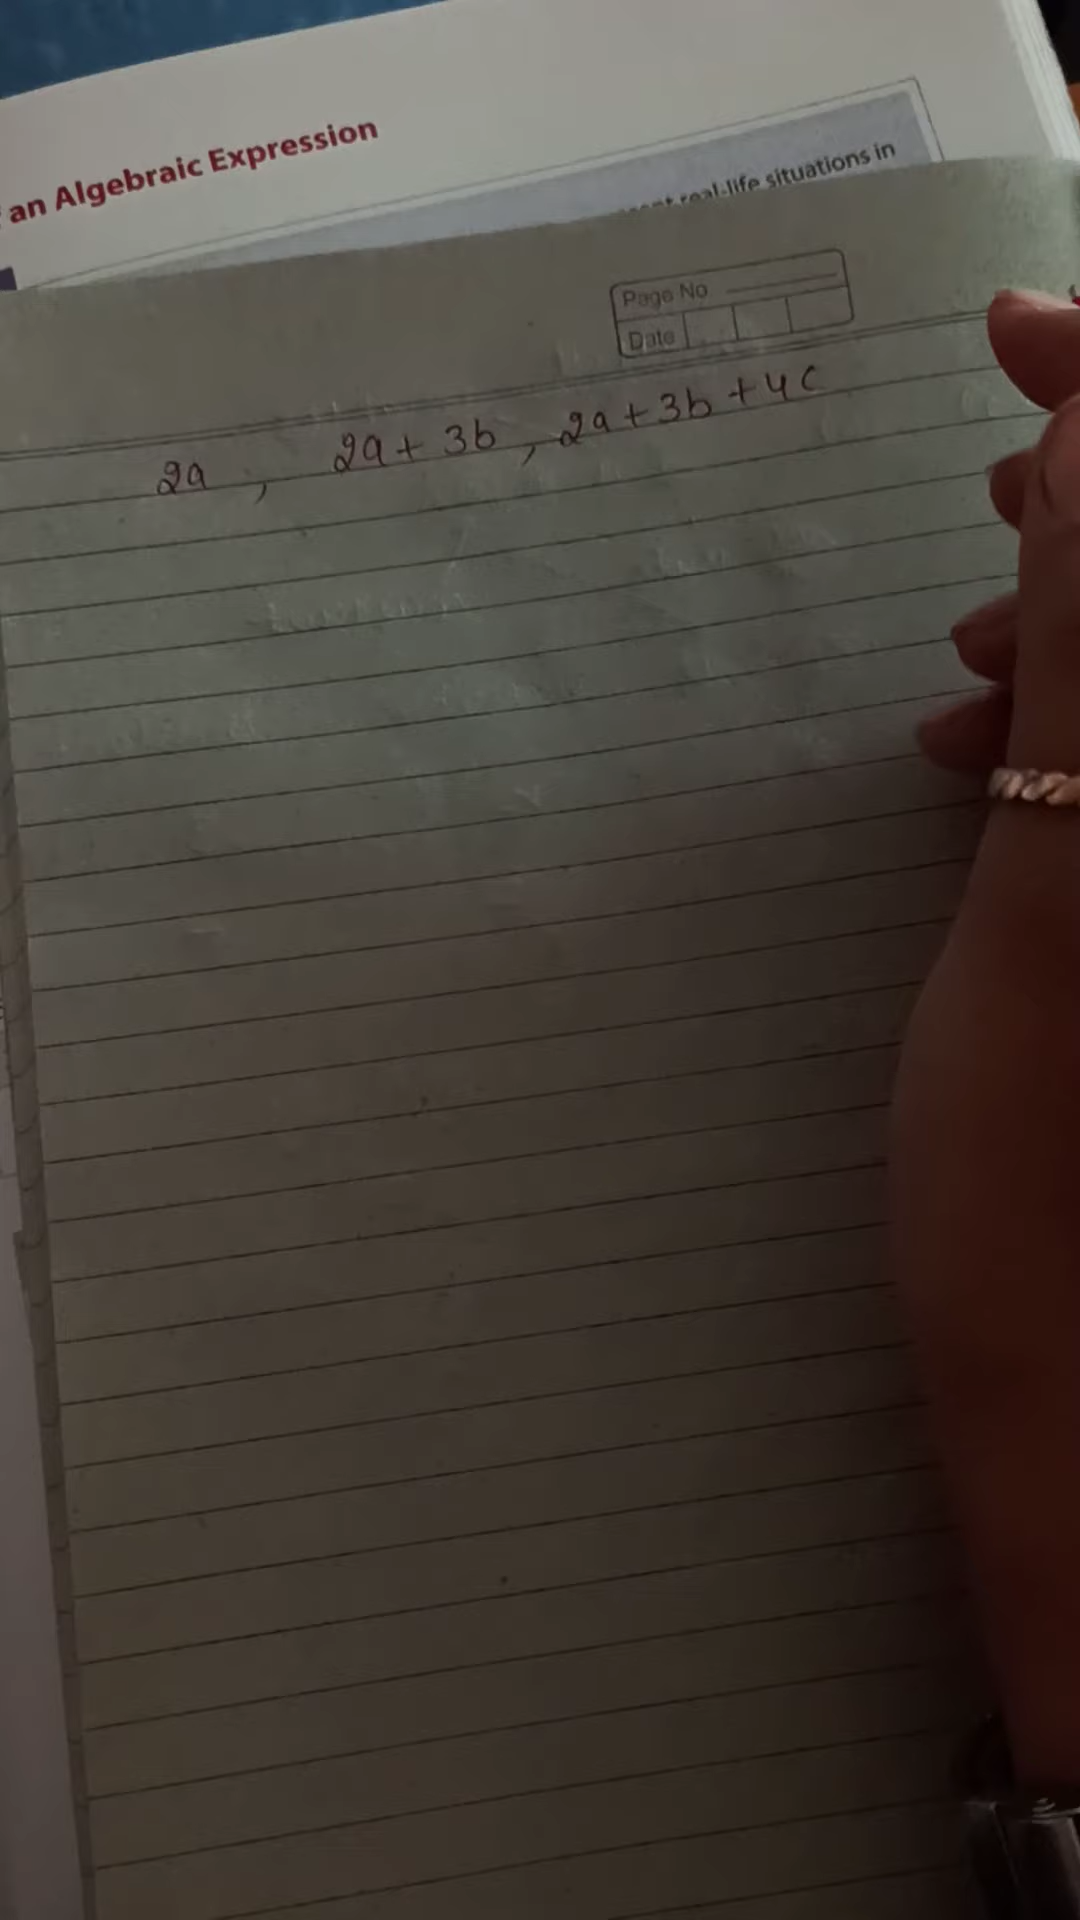 an Algebraic Expression
real-life situations in
Page No
Date
2a , 2a + 3b , 2a + 3b + 4c